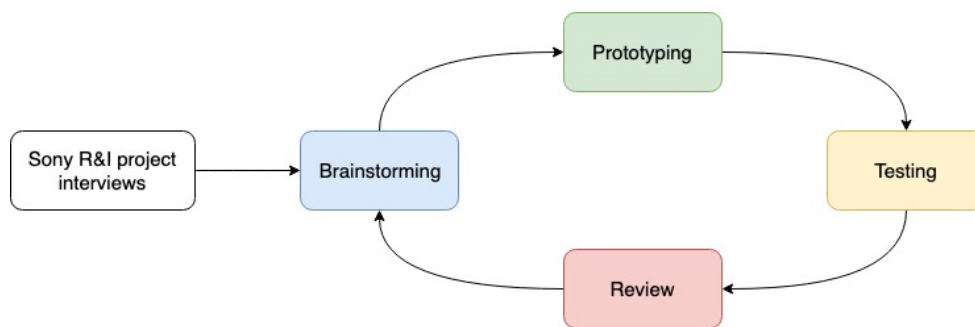 Sony R&I project
interviews
Brainstorming
Prototyping
Testing
Review